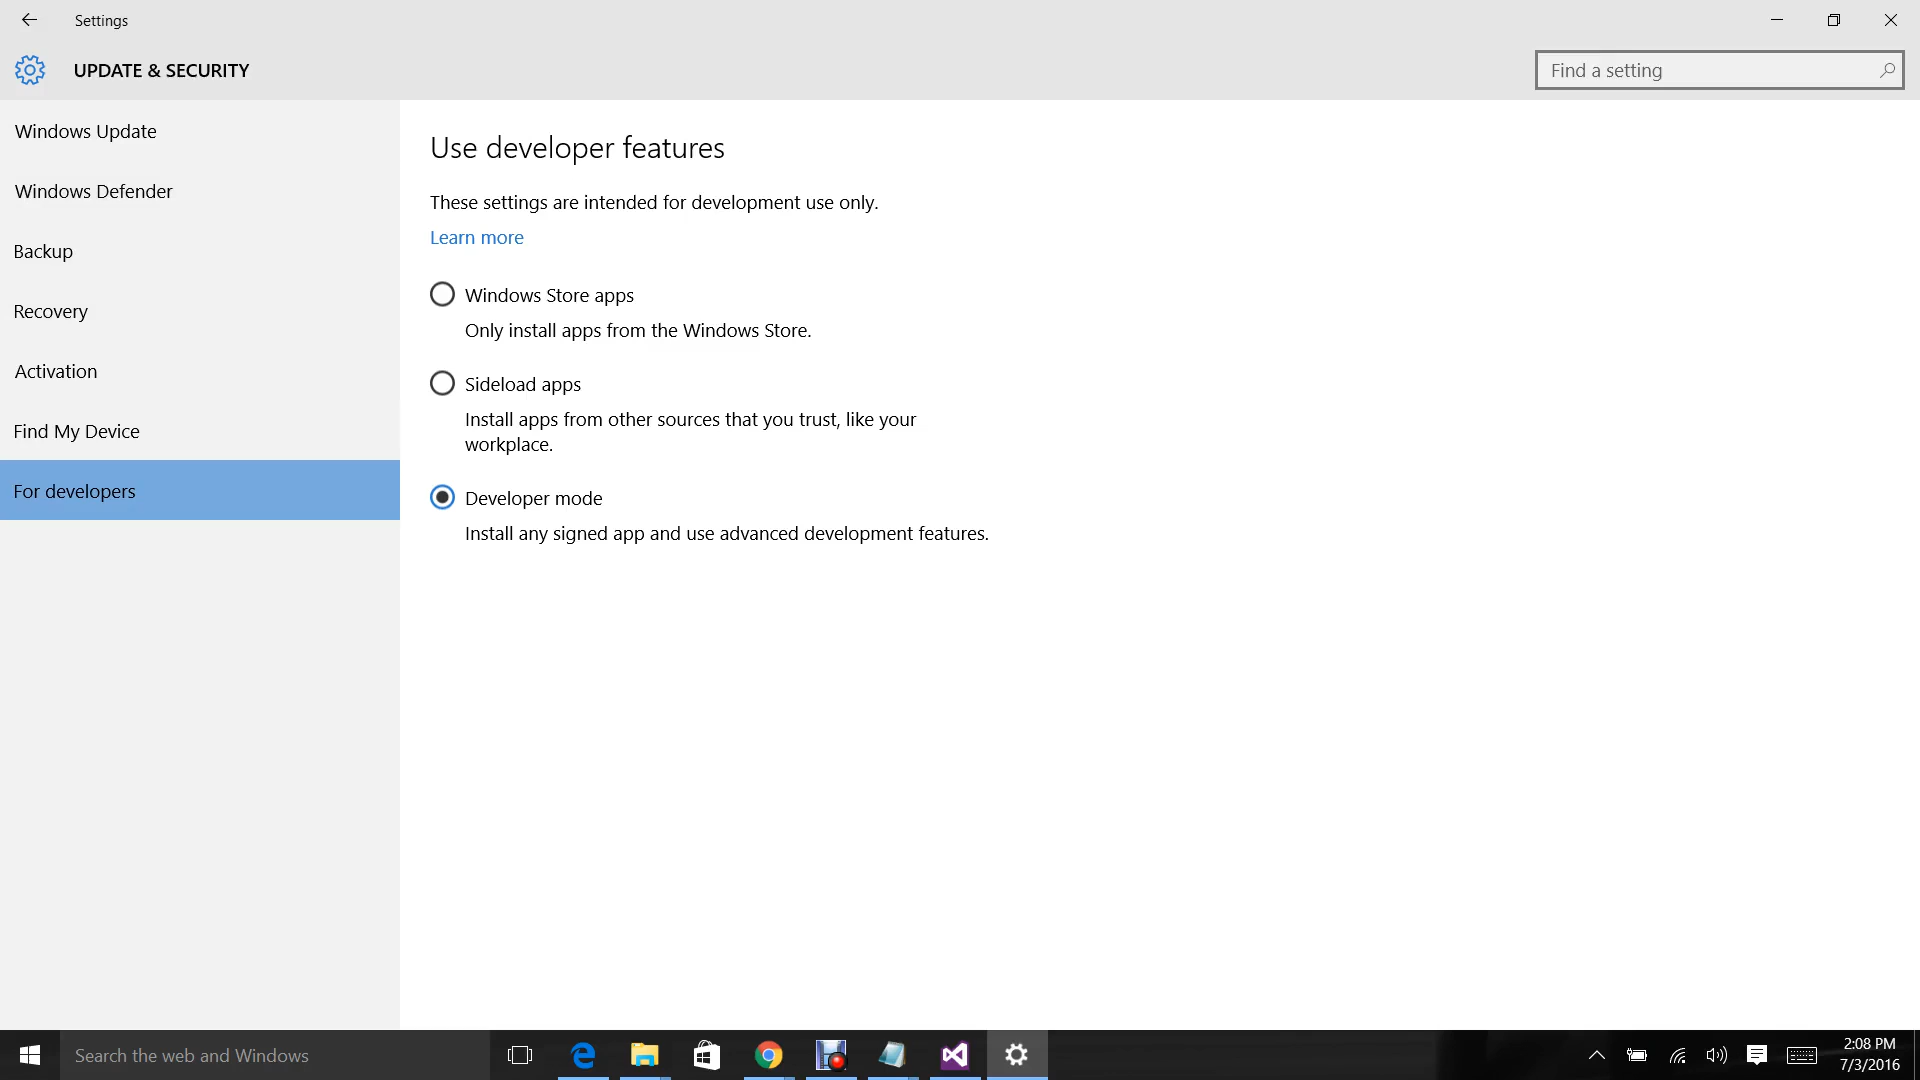 Settings
UPDATE & SECURITY
Find a setting
Windows Update
Windows Defender
Backup
Recovery
Activation
Find My Device
For developers
Use developer features
These settings are intended for development use only.
Learn more
Windows Store apps
Only install apps from the Windows Store.
Sideload apps
Install apps from other sources that you trust, like your
workplace.
Developer mode
Install any signed app and use advanced development features.
Search the web and Windows
2:08 PM
7/3/2016